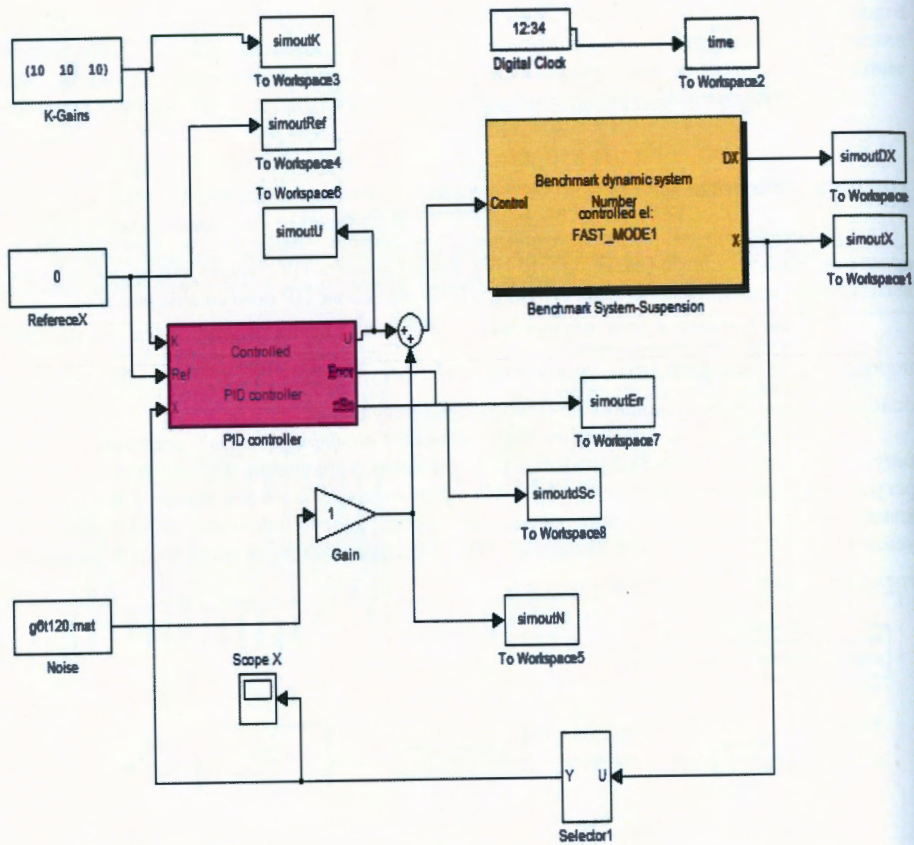 (10 10 10)
K-Gains
simoutK
To Workspace3
12:34
Digital Clock
time
To Workspace2
simoutRef
To Workspace4
To Workspace6
simoutU
0
RefereceX
Control
Benchmark dynamic system
Number
controlled el:
FAST_MODE1
DX
X
Benchmark System-Suspension
simoutDX
To Workspace
simoutX
To Workspace1
K
Ref
X
Controlled
PID controller
U
Error
PID controller
simoutErr
To Workspace7
simoutdSc
To Workspace8
1
Gain
g6t120.mat
Noise
simoutN
To Workspace5
Scope X
Y U
Selector1